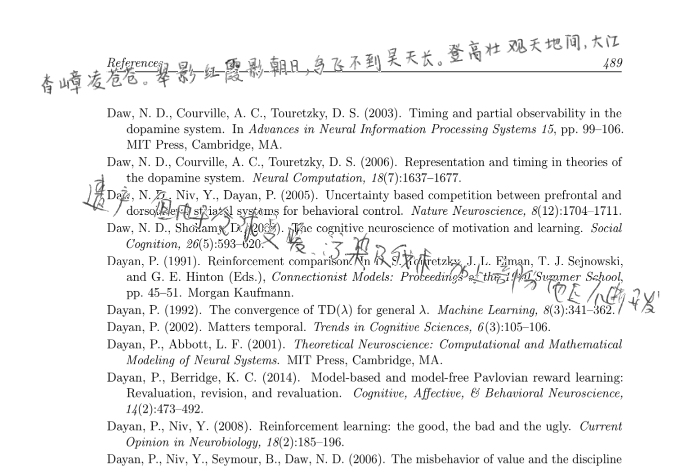 References
489
香嶂凌苍苍。翠影红霞影朝日,鸟飞不到吴天长。登高壮观天地间,大江
Daw, N. D., Courville, A. C., Touretzky, D. S. (2003). Timing and partial observability in the
dopamine system. In Advances in Neural Information Processing Systems 15, pp. 99–106.
MIT Press, Cambridge, MA.
Daw, N. D., Courville, A. C., Touretzky, D. S. (2006). Representation and timing in theories of
the dopamine system. Neural Computation, 18(7):1637–1677.
Daw, N. Niv, Y., Dayan, P. (2005). Uncertainty based competition between prefrontal and
systems for behavioral control. Nature Neuroscience, 8(12):1704–1711.
Daw, N. D., The cognitive neuroscience of motivation and learning. Social
Cognition, 26(5):593–620.
遗产 变暖、污染及
Dayan, P. (1991). Reinforcement comparison. In J. L. Elman, T. J. Sejnowski,
and G. E. Hinton (Eds.), Connectionist Models: Proceedings of the Summer School,
pp. 45–51. Morgan Kaufmann.
开发
Dayan, P. (1992). The convergence of TD(λ) for general λ. Machine Learning, 8(3):341–362.
Dayan, P. (2002). Matters temporal. Trends in Cognitive Sciences, 6(3):105–106.
Dayan, P., Abbott, L. F. (2001). Theoretical Neuroscience: Computational and Mathematical
Modeling of Neural Systems. MIT Press, Cambridge, MA.
Dayan, P., Berridge, K. C. (2014). Model-based and model-free Pavlovian reward learning:
Revaluation, revision, and revaluation. Cognitive, Affective, & Behavioral Neuroscience,
14(2):473–492.
Dayan, P., Niv, Y. (2008). Reinforcement learning: the good, the bad and the ugly. Current
Opinion in Neurobiology, 18(2):185–196.
Dayan, P., Niv, Y., Seymour, B., Daw, N. D. (2006). The misbehavior of value and the discipline